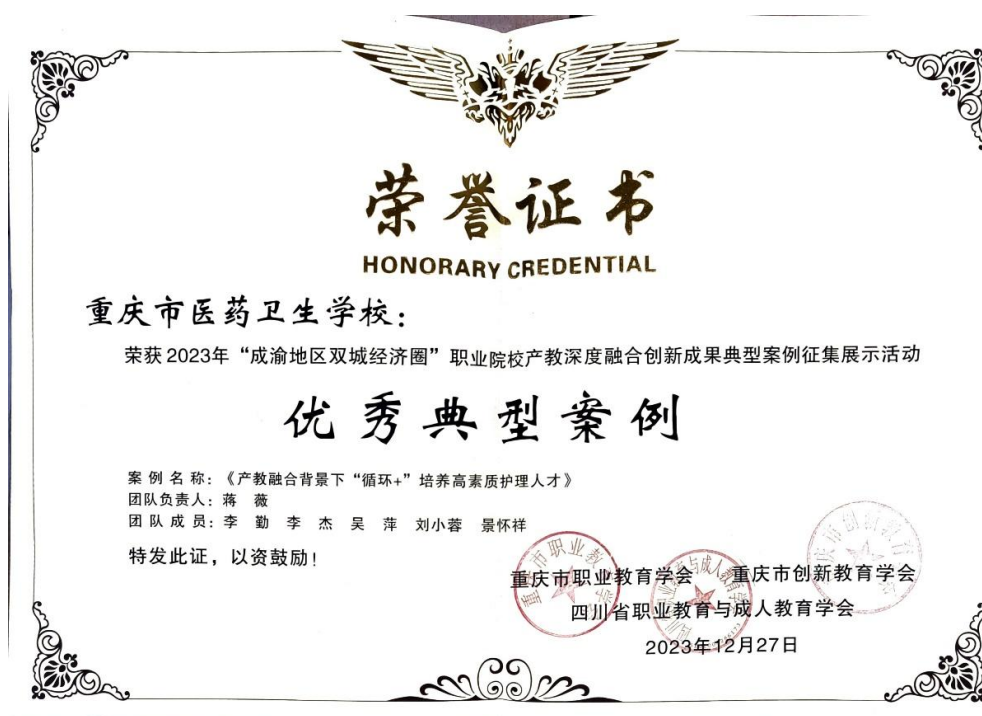 荣誉证书
HONORARY CREDENTIAL
重庆市医药卫生学校：
荣获2023年“成渝地区双城经济圈”职业院校产教深度融合创新成果典型案例征集展示活动
优秀典型案例
案例名称：《产教融合背景下“循环+”培养高素质护理人才》
团队负责人：蒋 薇
团队成员：李 勤 李 杰 吴 萍 刘小蓉 景怀祥
特发此证，以资鼓励！
重庆市职业教育学会 重庆市创新教育学会
四川省职业教育与成人教育学会
2023年12月27日